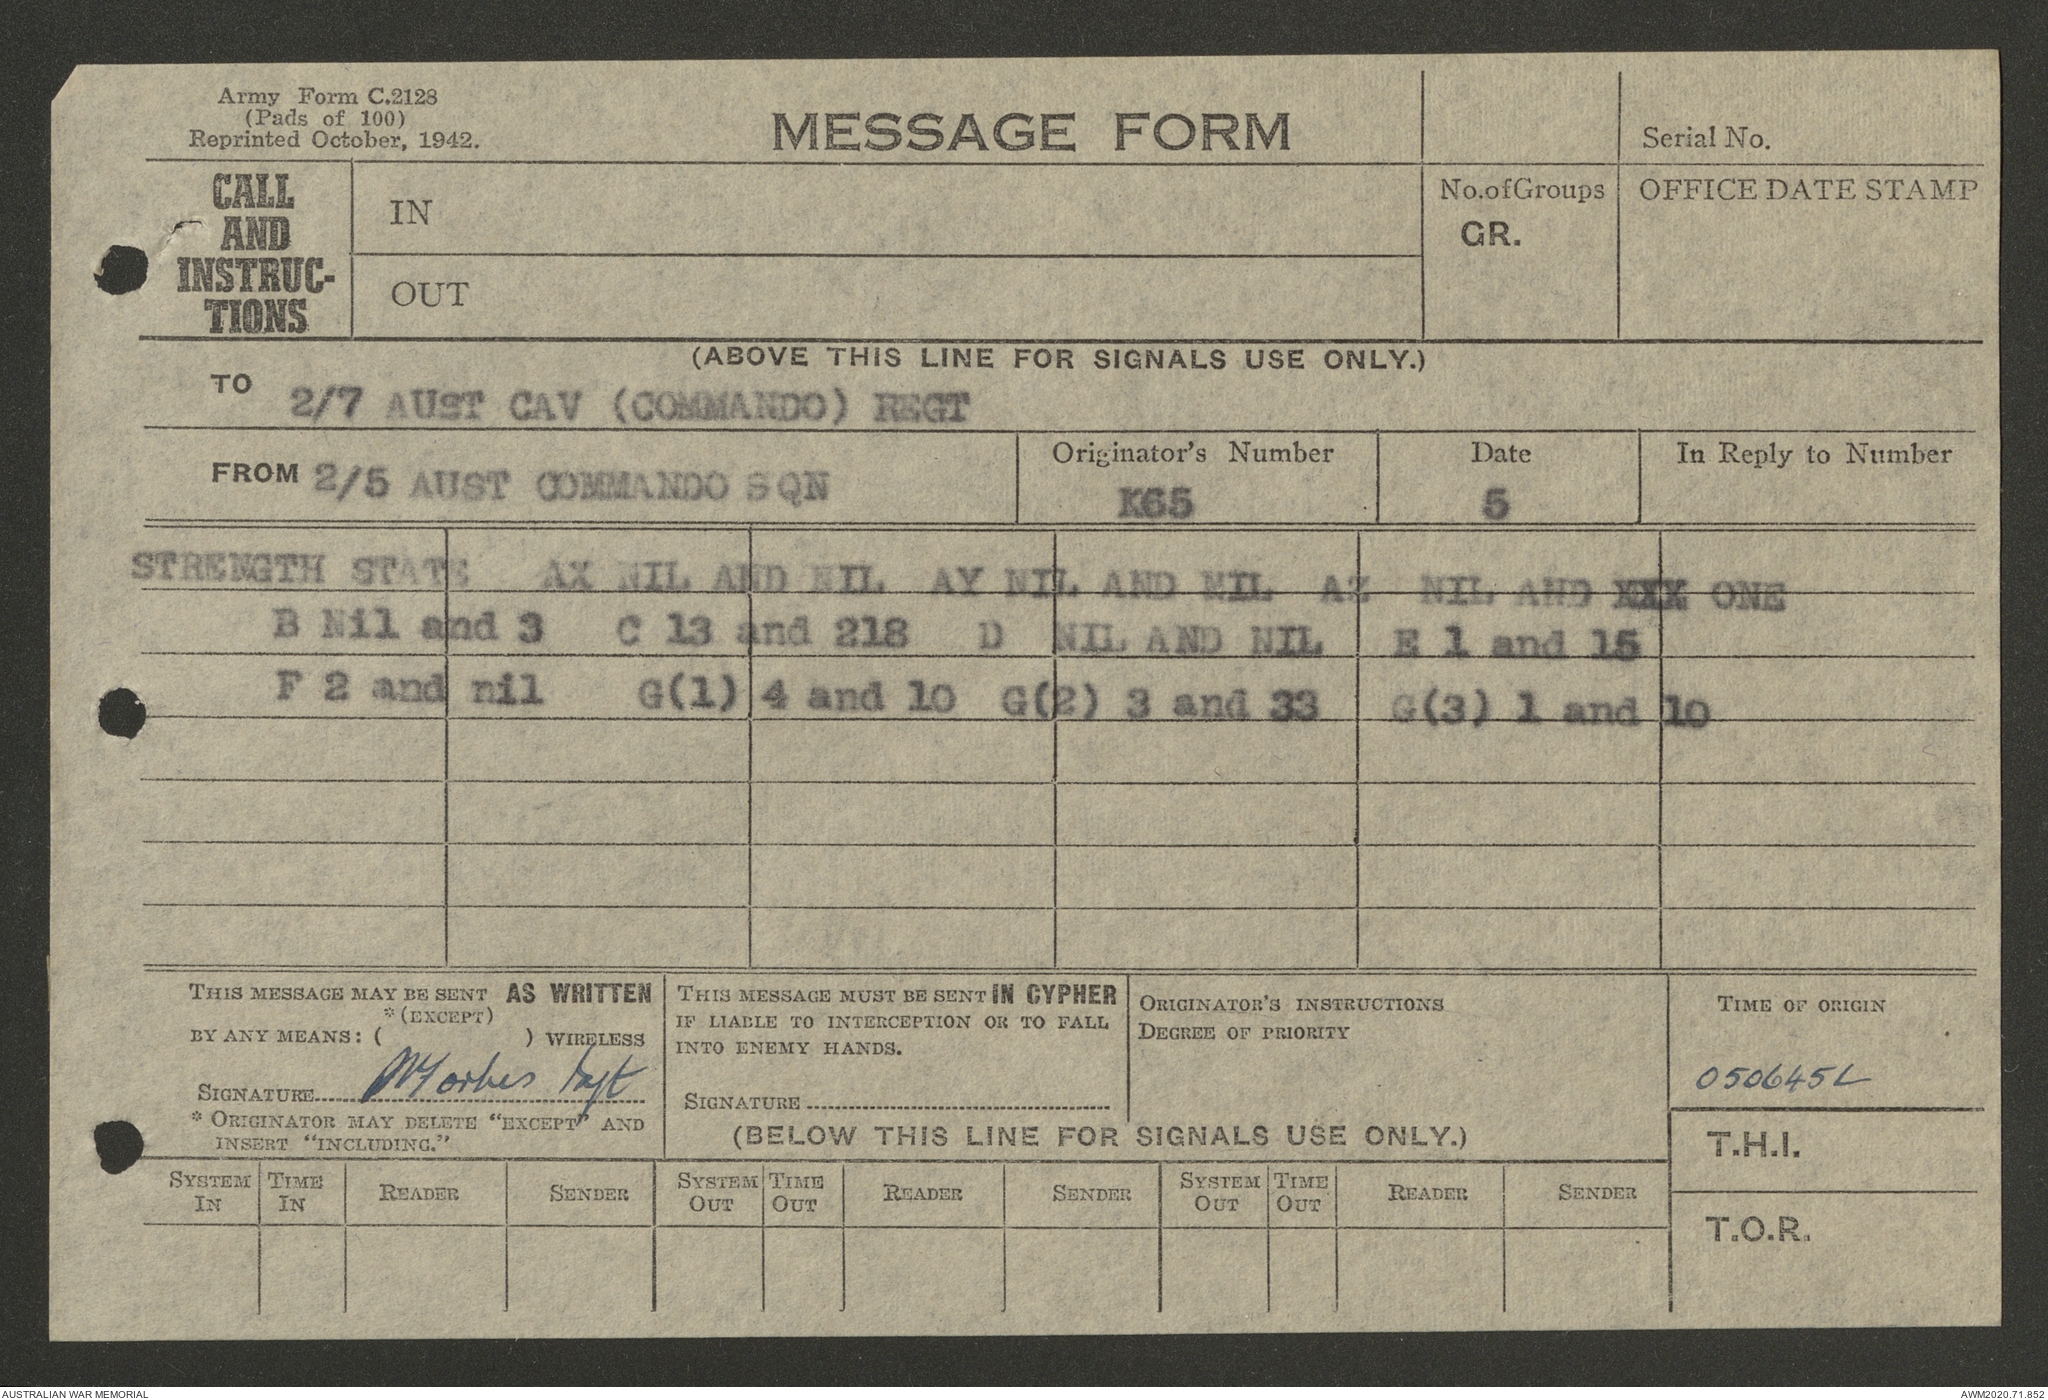 Army Form C.2128
(Pads of 100)
Reprinted October, 1942.
MESSAGE FORM
Serial No.
CALL
AND
INSTRUC-
TIONS
IN
OUT
No. of Groups
GR.
OFFICE DATE STAMP
(ABOVE THIS LINE FOR SIGNALS USE ONLY.)
TO 2/7 AUST CAV (COMMANDO) REGT
FROM 2/5 AUST COMMANDO SQN
Originator's Number
K65
Date
5
In Reply to Number
STRENGTH STATE AX NIL AND NIL AY NIL AND NIL AZ NIL AND XXX ONE
B Nil and 3 C 13 and 218 D NIL AND NIL E 1 and 15
F 2 and nil G(1) 4 and 10 G(2) 3 and 33 G(3) 1 and 10
THIS MESSAGE MAY BE SENT AS WRITTEN
*(EXCEPT)
BY ANY MEANS: ( ) WIRELESS
SIGNATURE Forbes Capt
* ORIGINATOR MAY DELETE "EXCEPT" AND
INSERT "INCLUDING."
THIS MESSAGE MUST BE SENT IN CYPHER
IF LIABLE TO INTERCEPTION OR TO FALL
INTO ENEMY HANDS.
SIGNATURE
ORIGINATOR'S INSTRUCTIONS
DEGREE OF PRIORITY
TIME OF ORIGIN
050645L
(BELOW THIS LINE FOR SIGNALS USE ONLY.)
T.H.I.
T.O.R.
SYSTEM IN
TIME IN
READER
SENDER
SYSTEM OUT
TIME OUT
READER
SENDER
SYSTEM OUT
TIME OUT
READER
SENDER
AUSTRALIAN WAR MEMORIAL
AWM2020.71.852